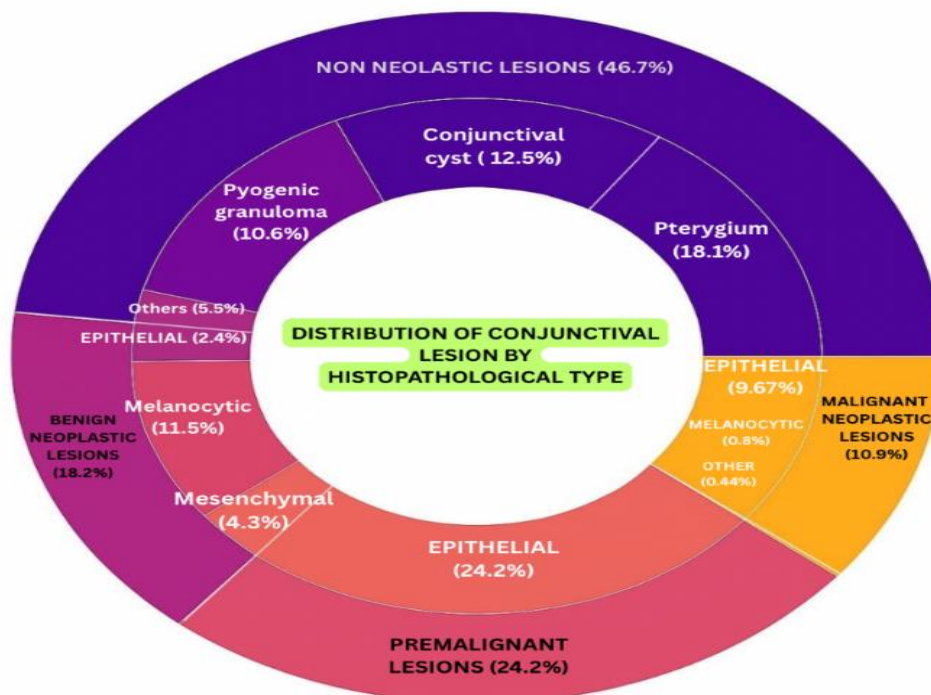 NON NEOLASTIC LESIONS (46.7%)
Conjunctival
cyst ( 12.5%)
Pyogenic
granuloma
(10.6%)
Pterygium
(18.1%)
Others (5.5%)
EPITHELIAL (2.4%)
DISTRIBUTION OF CONJUNCTIVAL
LESION BY
HISTOPATHOLOGICAL TYPE
EPITHELIAL
(9.67%)
MELANOCYTIC
(0.8%)
OTHER
(0.44%)
MALIGNANT
NEOPLASTIC
LESIONS
(10.9%)
Melanocytic
(11.5%)
BENIGN
NEOPLASTIC
LESIONS
(18.2%)
Mesenchymal
(4.3%)
EPITHELIAL
(24.2%)
PREMALIGNANT
LESIONS (24.2%)